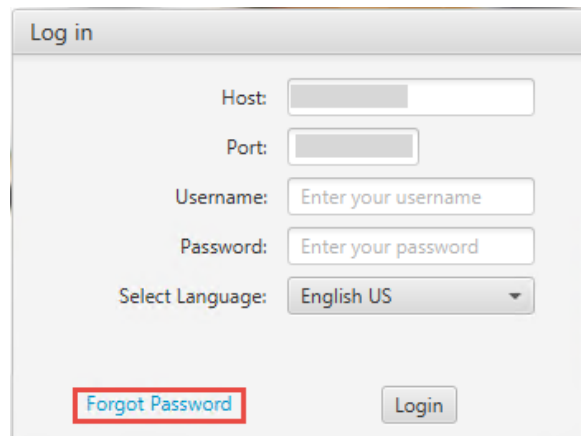 Log in
Host:
Port:
Username: Enter your username
Password: Enter your password
Select Language: English US
Forgot Password Login